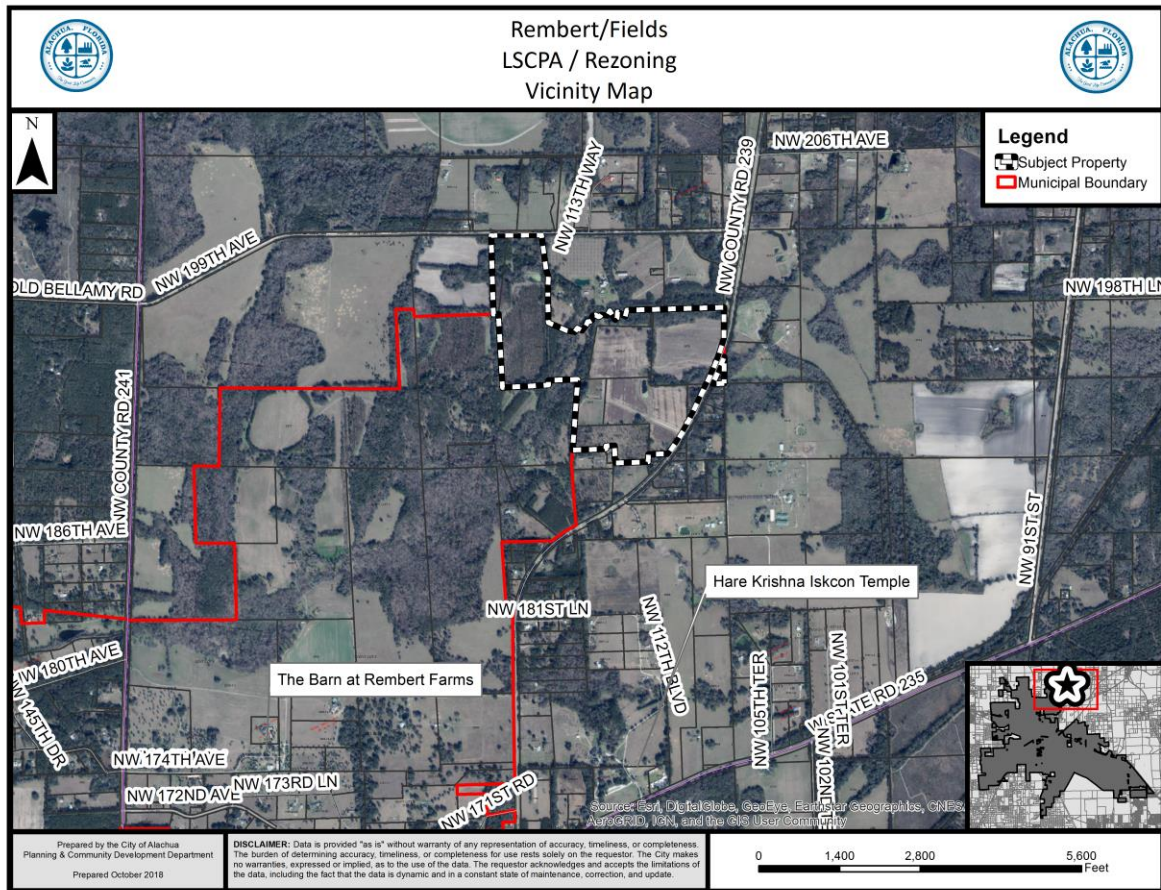 Rembert/Fields
LSCPA / Rezoning
Vicinity Map
ALACHUA, FLORIDA
ALACHUA, FLORIDA
N
Legend
Subject Property
Municipal Boundary
NW 206TH AVE
NW 113TH WAY
NW COUNTY RD 239
NW 199TH AVE
OLD BELLAMY RD
NW 198TH LN
NW COUNTY RD 241
NW 186TH AVE
NW 91ST ST
Hare Krishna Iskcon Temple
NW 181ST LN
NW 112TH BLVD
NW 180TH AVE
The Barn at Rembert Farms
NW 105TH TER
NW 101ST TER
W STATE RD 235
NW 145TH DR
NW 174TH AVE
NW 173RD LN
NW 172ND AVE
NW 171ST RD
NW 102ND TER
Source: Esri, DigitalGlobe, GeoEye, Earthstar Geographics, CNES
AeroGRID, IGN, and the GIS User Community
Prepared by the City of Alachua
Planning & Community Development Department
Prepared October 2018
DISCLAIMER: Data is provided "as is" without warranty of any representation of accuracy, timeliness, or completeness.
The burden of determining accuracy, timeliness, or completeness for use rests solely on the requestor. The City makes
no warranties, expressed or implied, as to the use of the data. The requestor acknowledges and accepts the limitations of
the data, including the fact that the data is dynamic and in a constant state of maintenance, correction, and update.
0 1,400 2,800 5,600
Feet